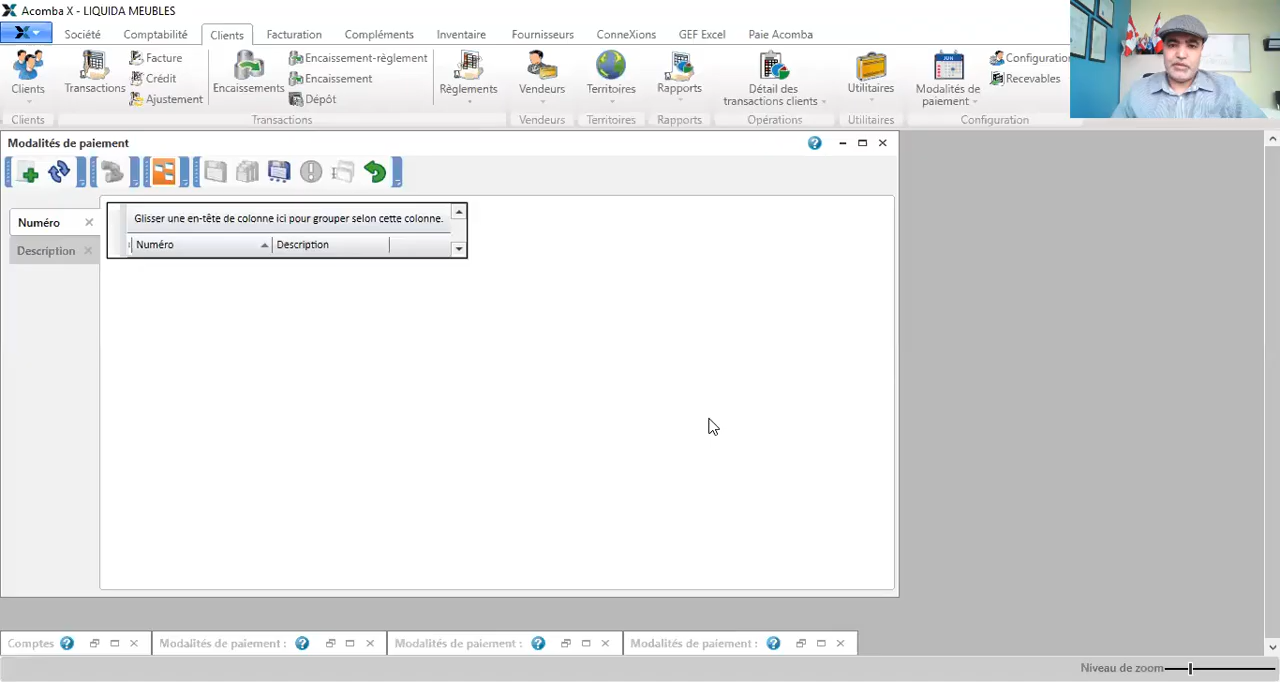 Acomba X - LIQUIDA MEUBLES
Société Comptabilité Clients Facturation Compléments Inventaire Fournisseurs ConneXions GEF Excel Paie Acomba
Clients
Transactions
Facture
Crédit
Ajustement
Encaissements
Encaissement-règlement
Encaissement
Dépôt
Règlements
Vendeurs
Territoires
Rapports
Détail des
transactions clients
Utilitaires
JUN
Modalités de
paiement
Configuration
Recevables
Clients Transactions Vendeurs Territoires Rapports Opérations Utilitaires Configuration
Modalités de paiement
Numéro
Description
Glisser une en-tête de colonne ici pour grouper selon cette colonne.
Numéro Description
Comptes Modalités de paiement : Modalités de paiement : Modalités de paiement :
Niveau de zoom